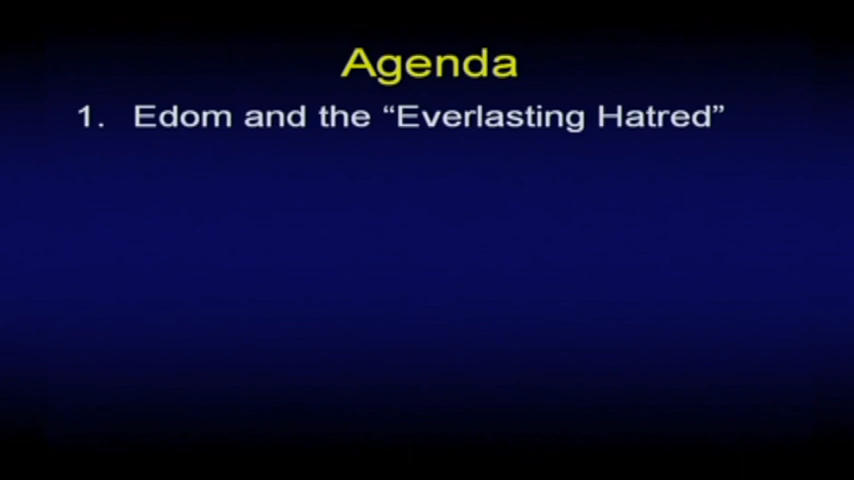 Agenda
1. Edom and the “Everlasting Hatred”